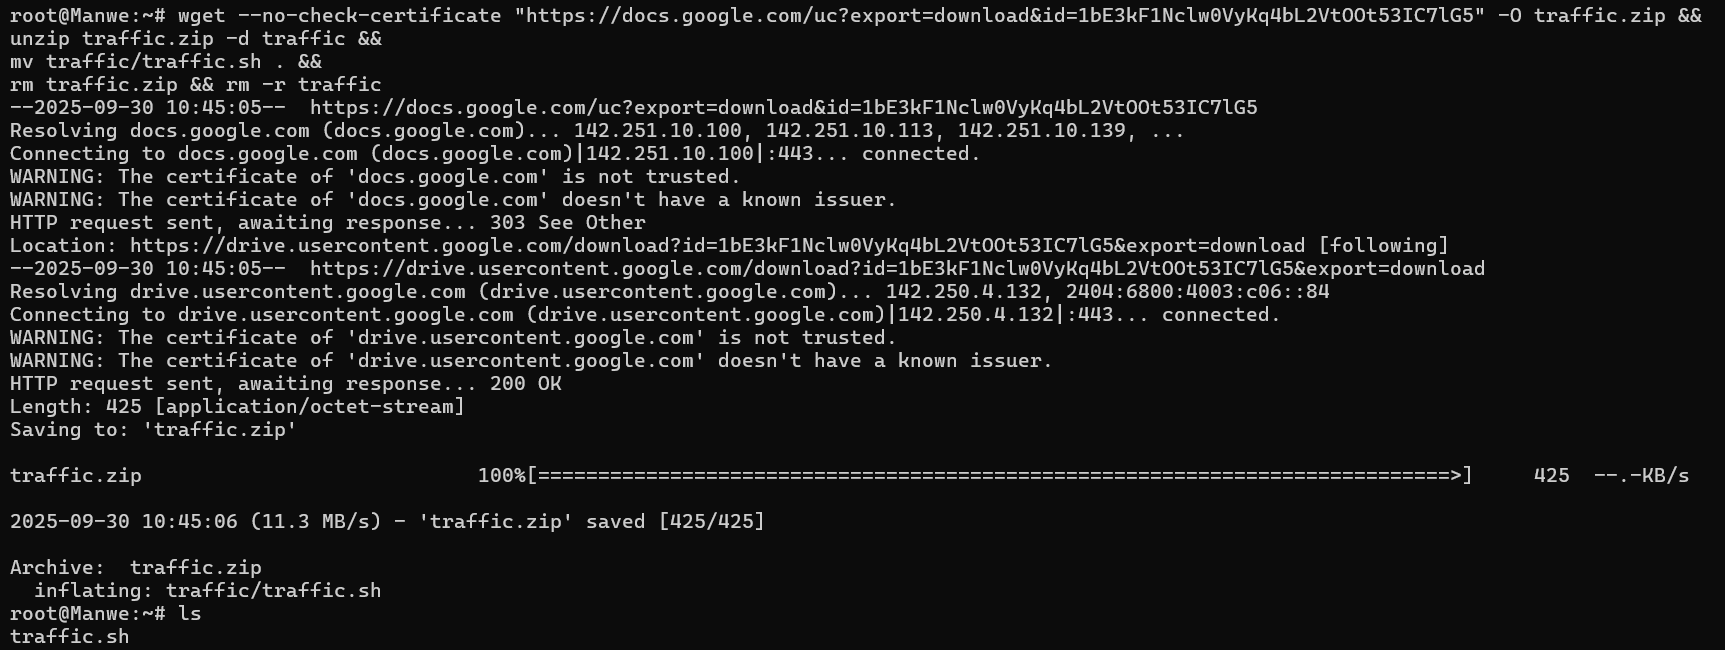 root@Manwe:~# wget --no-check-certificate "https://docs.google.com/uc?export=download&id=1bE3kF1Nclw0VyKq4bL2VtOOt53IC7lG5" -O traffic.zip &&
unzip traffic.zip -d traffic &&
mv traffic/traffic.sh . &&
rm traffic.zip && rm -r traffic
--2025-09-30 10:45:05--  https://docs.google.com/uc?export=download&id=1bE3kF1Nclw0VyKq4bL2VtOOt53IC7lG5
Resolving docs.google.com (docs.google.com)... 142.251.10.100, 142.251.10.113, 142.251.10.139, ...
Connecting to docs.google.com (docs.google.com)|142.251.10.100|:443... connected.
WARNING: The certificate of 'docs.google.com' is not trusted.
WARNING: The certificate of 'docs.google.com' doesn't have a known issuer.
HTTP request sent, awaiting response... 303 See Other
Location: https://drive.usercontent.google.com/download?id=1bE3kF1Nclw0VyKq4bL2VtOOt53IC7lG5&export=download [following]
--2025-09-30 10:45:05--  https://drive.usercontent.google.com/download?id=1bE3kF1Nclw0VyKq4bL2VtOOt53IC7lG5&export=download
Resolving drive.usercontent.google.com (drive.usercontent.google.com)... 142.250.4.132, 2404:6800:4003:c06::84
Connecting to drive.usercontent.google.com (drive.usercontent.google.com)|142.250.4.132|:443... connected.
WARNING: The certificate of 'drive.usercontent.google.com' is not trusted.
WARNING: The certificate of 'drive.usercontent.google.com' doesn't have a known issuer.
HTTP request sent, awaiting response... 200 OK
Length: 425 [application/octet-stream]
Saving to: 'traffic.zip'
traffic.zip                            100%[============================================================================>]     425  --.-KB/s
2025-09-30 10:45:06 (11.3 MB/s) - 'traffic.zip' saved [425/425]
Archive:  traffic.zip
  inflating: traffic/traffic.sh
root@Manwe:~# ls
traffic.sh